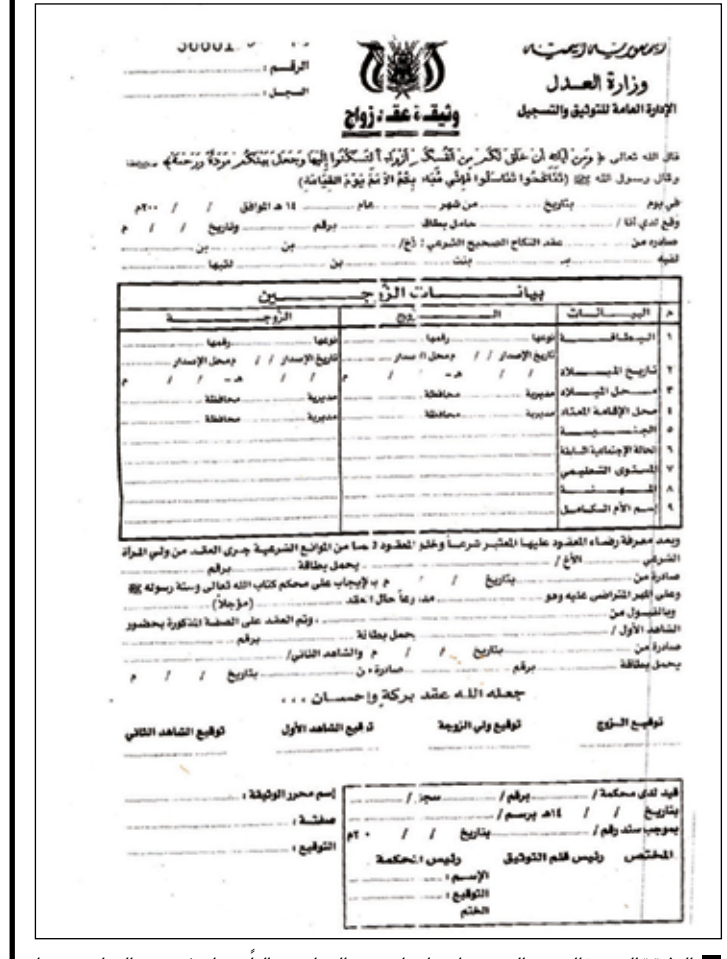 الجمهورية اليمنية
وزارة العدل
الإدارة العامة للتوثيق والتسجيل
وثيقة عقد زواج
الرقم :
السجل :
قال الله تعالى ﴿ ومن آياته أن خلق لكم من أنفسكم أزواجاً لتسكنوا إليها وجعل بينكم مودة ورحمة ﴾
وقال رسول الله ﷺ (تناكحوا تناسلوا فإني مباه بكم الأمم يوم القيامة)
في يوم بتاريخ من شهر عام ١٤ هـ الموافق / / ٢٠٠م
وقع لدي أنا / حامل بطاقة برقم وتاريخ / / م
صادره من عقد النكاح الصحيح الشرعي : الأخ/ بن بن
لقبه بـ بنت بن لقبها
بيانات الزوجين
م البيانات الزوج الزوجة
١ البطاقة نوعها رقمها نوعها رقمها
تاريخ الإصدار / / ومحل الإصدار تاريخ الإصدار / / ومحل الإصدار
٢ تاريخ الميلاد / / هـ - / / م / / هـ - / / م
٣ محل الميلاد مديرية محافظة مديرية محافظة
٤ محل الإقامة المعتاد مديرية محافظة مديرية محافظة
٥ الجنسية
٦ الحالة الإجتماعية السابقة
٧ المستوى التعليمي
٨ المهنة
٩ إسم الأم الكامل
وبعد معرفة رضاء المعقود عليها المعتبر شرعاً وخلو المعقود لهما من الموانع الشرعية جرى العقد من ولي المرأة
الشرعي الأخ / يحمل بطاقة برقم
صادرة من بتاريخ / / م بالإيجاب على محكم كتاب الله تعالى وسنة رسوله ﷺ
وعلى المهر المتراضى عليه وهو مدفوعاً حال العقد (مؤجلاً)
وبالقبول من ، وتم العقد على الصفة المذكورة بحضور
الشاهد الأول / يحمل بطاقة برقم
صادرة من بتاريخ / / م والشاهد الثاني/
يحمل بطاقة برقم صادرة من بتاريخ / / م
جعله الله عقد بركة وإحسان ...
توقيع الزوج توقيع ولي الزوجة توقيع الشاهد الأول توقيع الشاهد الثاني
قيد لدى محكمة / برقم / سجل /
بتاريخ / / ١٤هـ برسم /
بموجب سند رقم / بتاريخ / / ٢٠م
المختص رئيس قلم التوثيق رئيس المحكمة
الإسم :
التوقيع :
الختم
إسم محرر الوثيقة :
صفتة :
التوقيع :